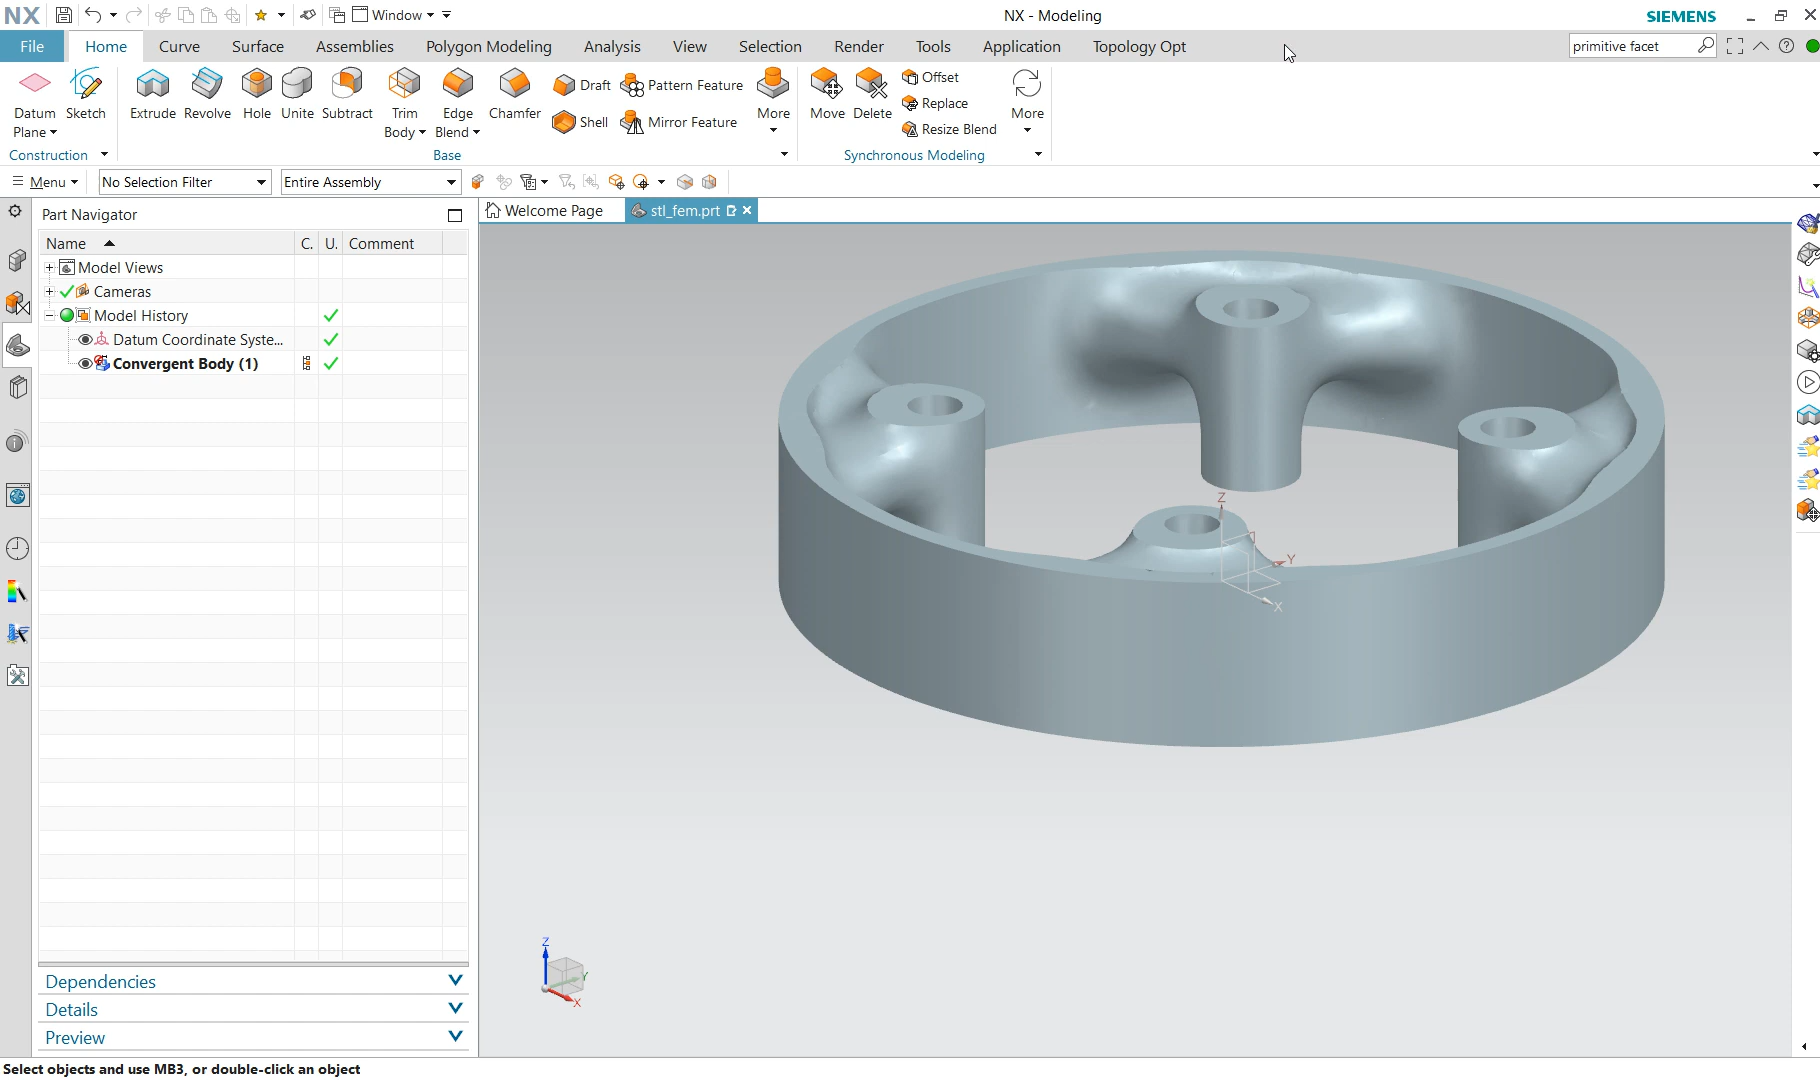 NX Window NX - Modeling SIEMENS
File Home Curve Surface Assemblies Polygon Modeling Analysis View Selection Render Tools Application Topology Opt primitive facet
Datum Plane
Sketch
Extrude
Revolve
Hole
Unite
Subtract
Trim Body
Edge Blend
Chamfer
Draft
Shell
Pattern Feature
Mirror Feature
More
Move
Delete
Offset
Replace
Resize Blend
More
Construction Base Synchronous Modeling
Menu No Selection Filter Entire Assembly
Part Navigator Welcome Page stl_fem.prt
Name C. U. Comment
Model Views
Cameras
Model History
Datum Coordinate Syste...
Convergent Body (1)
Z
Y
X
Z
Y
X
Dependencies
Details
Preview
Select objects and use MB3, or double-click an object